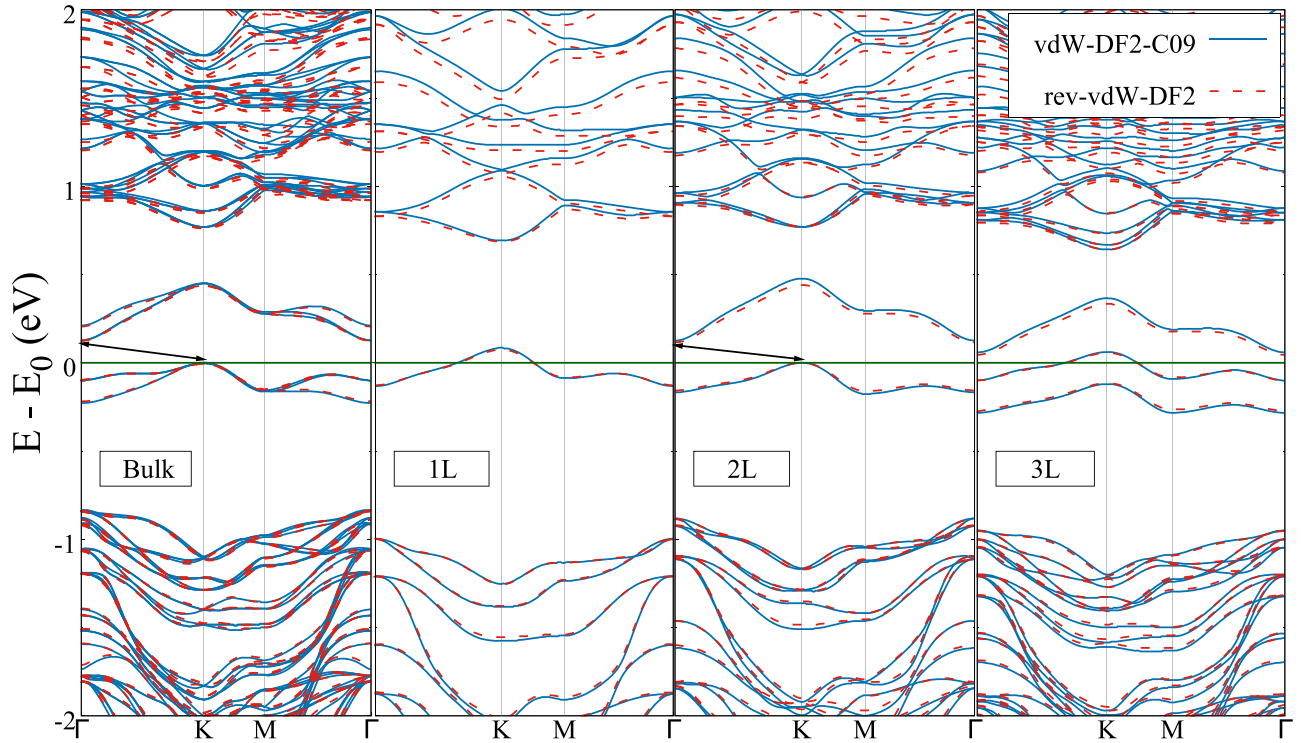 2
1
0
-1
-2
E - E0 (eV)
vdW-DF2-C09
rev-vdW-DF2
Bulk
1L
2L
3L
Γ K M Γ K M Γ K M Γ K M Γ